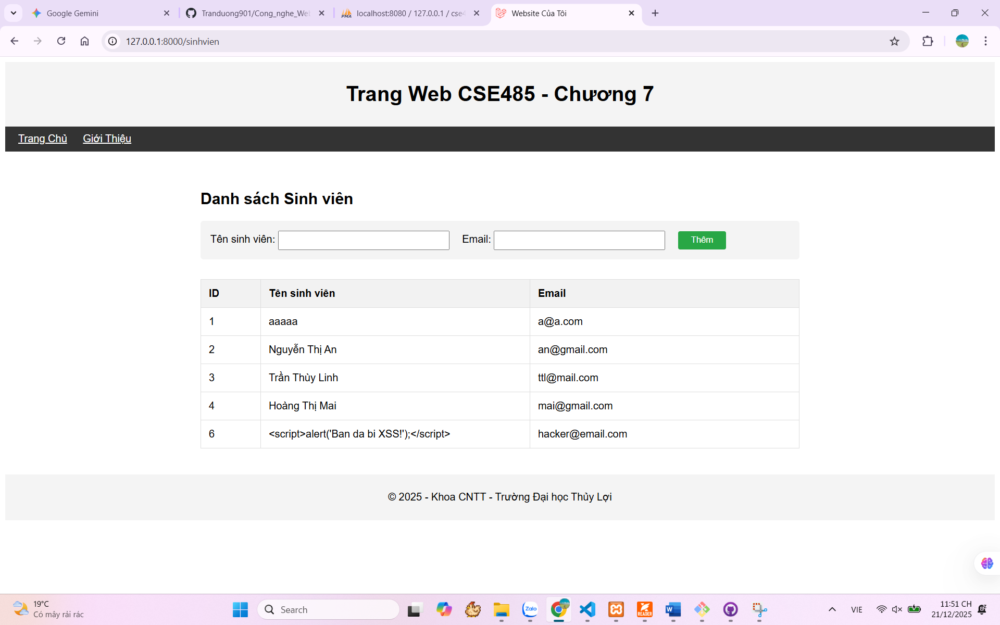 Google Gemini
Tranduong901/Cong_nghe_Web
localhost:8080 / 127.0.0.1 / cse4
Website Của Tôi
127.0.0.1:8000/sinhvien
Trang Web CSE485 - Chương 7
Trang Chủ Giới Thiệu
Danh sách Sinh viên
Tên sinh viên: Email: Thêm
ID Tên sinh viên Email
1 aaaaa a@a.com
2 Nguyễn Thị An an@gmail.com
3 Trần Thùy Linh ttl@mail.com
4 Hoàng Thị Mai mai@gmail.com
6 <script>alert('Ban da bi XSS!');</script> hacker@email.com
© 2025 - Khoa CNTT - Trường Đại học Thủy Lợi
19°C
Có mây rải rác
Search
Zalo
READER
VIE
11:51 CH
21/12/2025